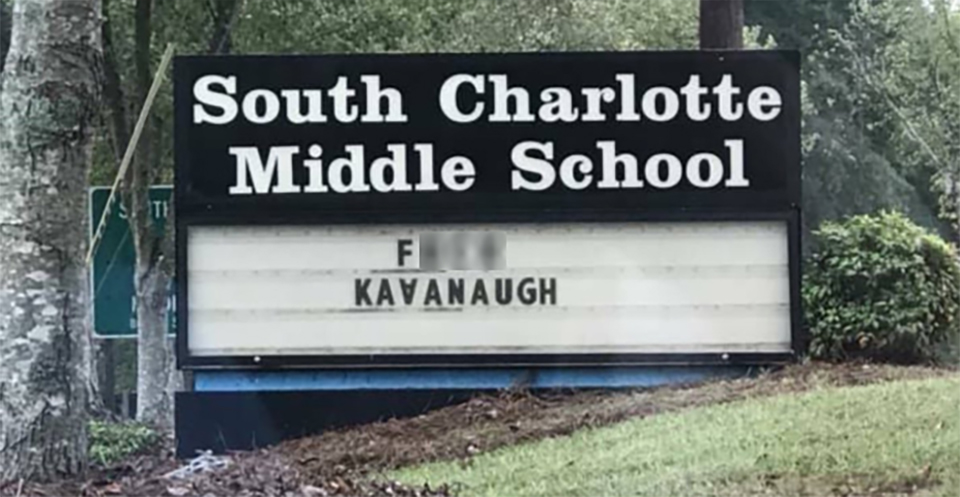 South Charlotte
Middle School
F
KAVANAUGH